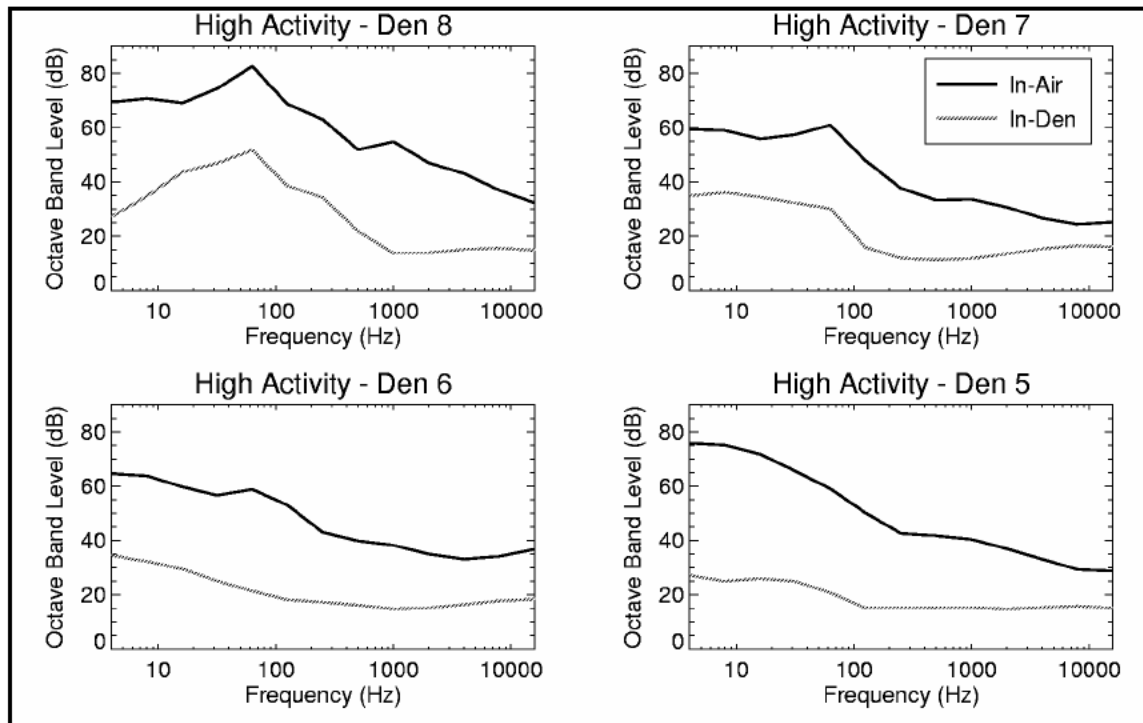 High Activity - Den 8
Octave Band Level (dB)
80
60
40
20
0
10 100 1000 10000
Frequency (Hz)
High Activity - Den 7
In-Air
In-Den
Octave Band Level (dB)
80
60
40
20
0
10 100 1000 10000
Frequency (Hz)
High Activity - Den 6
Octave Band Level (dB)
80
60
40
20
0
10 100 1000 10000
Frequency (Hz)
High Activity - Den 5
Octave Band Level (dB)
80
60
40
20
0
10 100 1000 10000
Frequency (Hz)